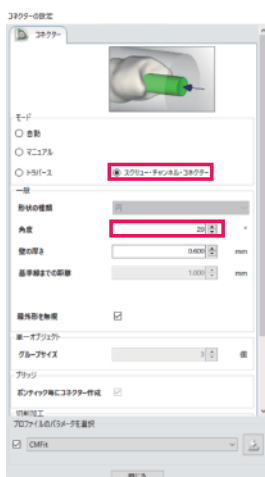 コネクターの設定
コネクター
モード
自動
マニュアル
トラバース
スクリュー・チャンネル・コネクター
一般
形状の種類 円
角度 20 °
壁の厚さ 0.600 mm
基準線までの距離 1.000 mm
最外形を無視
単一オブジェクト
グループサイズ 3 個
ブリッジ
ポンティック毎にコネクター作成
切削加工
プロファイルのパラメータを選択
CMFit
閉じる